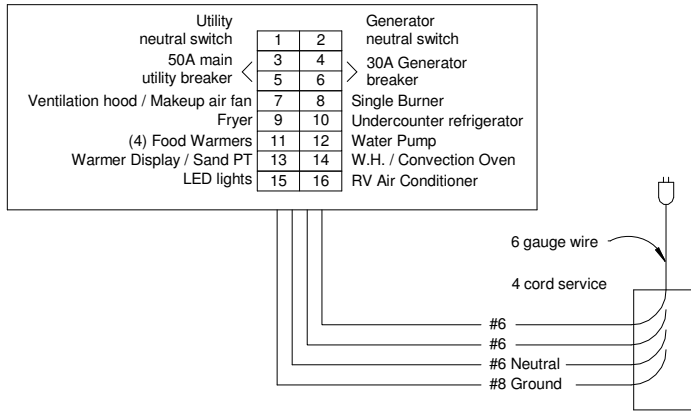 Utility
neutral switch
1 2
Generator
neutral switch
50A main
utility breaker
3 4
5 6
30A Generator
breaker
Ventilation hood / Makeup air fan 7 8 Single Burner
Fryer 9 10 Undercounter refrigerator
(4) Food Warmers 11 12 Water Pump
Warmer Display / Sand PT 13 14 W.H. / Convection Oven
LED lights 15 16 RV Air Conditioner
6 gauge wire
4 cord service
#6
#6
#6 Neutral
#8 Ground